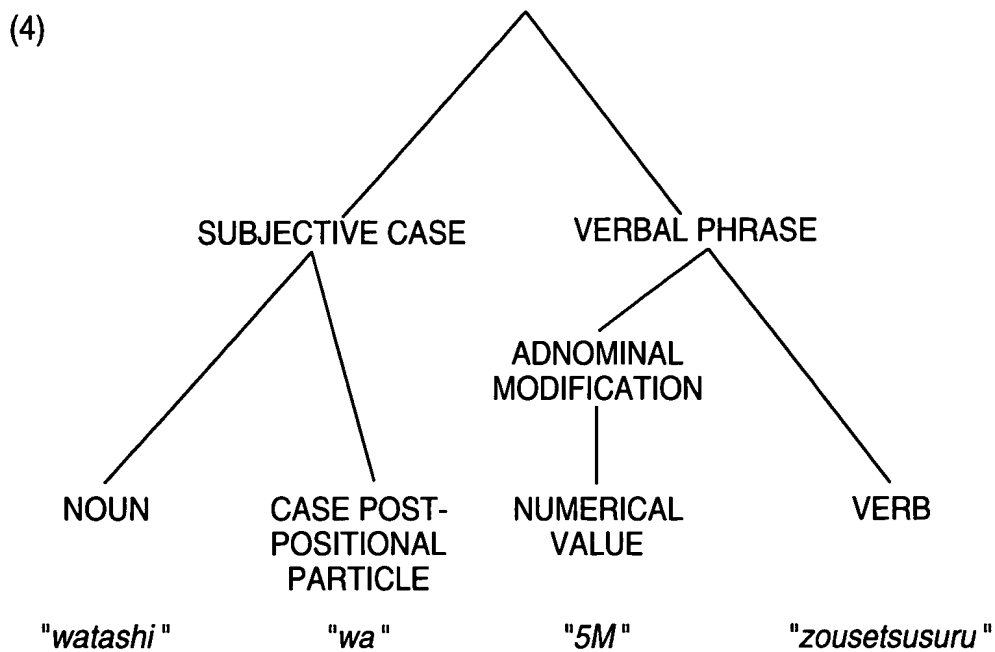 (4)
SUBJECTIVE CASE
VERBAL PHRASE
ADNOMINAL
MODIFICATION
NOUN
CASE POST-
POSITIONAL
PARTICLE
NUMERICAL
VALUE
VERB
"watashi"
"wa"
"5M"
"zousetsusuru"